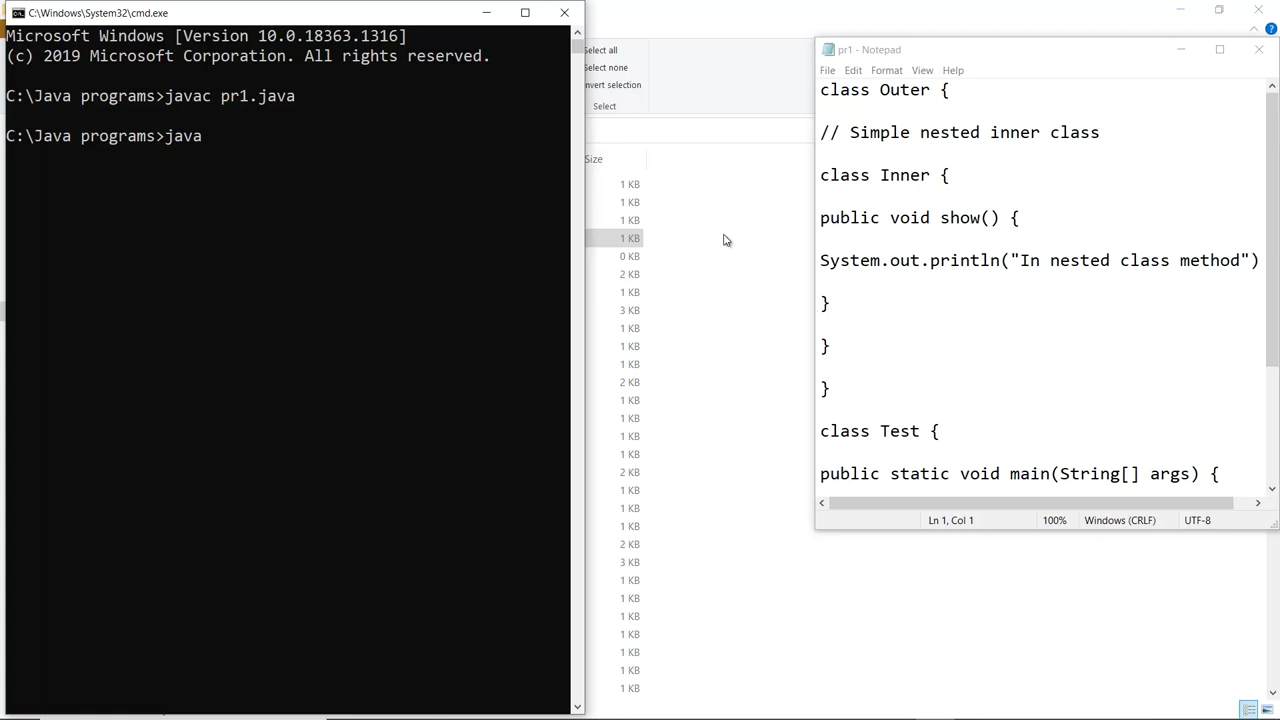 C:\Windows\System32\cmd.exe
Microsoft Windows [Version 10.0.18363.1316]
(c) 2019 Microsoft Corporation. All rights reserved.
C:\Java programs>javac pr1.java
C:\Java programs>java
Select all
Select none
Invert selection
Select
Size
1 KB
1 KB
1 KB
1 KB
0 KB
2 KB
1 KB
3 KB
1 KB
1 KB
1 KB
2 KB
1 KB
1 KB
1 KB
1 KB
2 KB
1 KB
1 KB
1 KB
2 KB
3 KB
1 KB
1 KB
1 KB
1 KB
1 KB
1 KB
1 KB
pr1 - Notepad
File Edit Format View Help
class Outer {
// Simple nested inner class
class Inner {
public void show() {
System.out.println("In nested class method")
}
}
}
class Test {
public static void main(String[] args) {
Ln 1, Col 1 100% Windows (CRLF) UTF-8